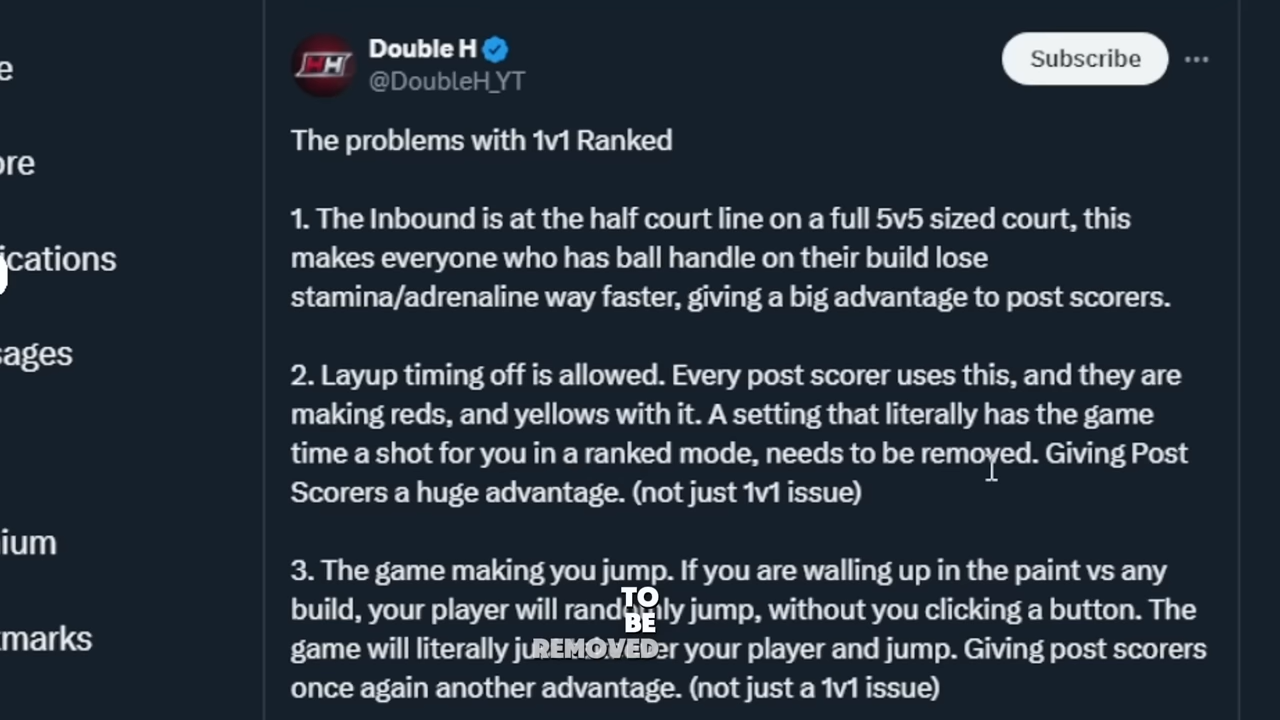 Double H
@DoubleH_YT
Subscribe
The problems with 1v1 Ranked
1. The Inbound is at the half court line on a full 5v5 sized court, this
makes everyone who has ball handle on their build lose
stamina/adrenaline way faster, giving a big advantage to post scorers.
2. Layup timing off is allowed. Every post scorer uses this, and they are
making reds, and yellows with it. A setting that literally has the game
time a shot for you in a ranked mode, needs to be removed. Giving Post
Scorers a huge advantage. (not just 1v1 issue)
3. The game making you jump. If you are walling up in the paint vs any
build, your player will randomly jump, without you clicking a button. The
game will literally ju er your player and jump. Giving post scorers
once again another advantage. (not just a 1v1 issue)
TO
BE
REMOVED
e
ore
ications
sages
ium
kmarks
HH